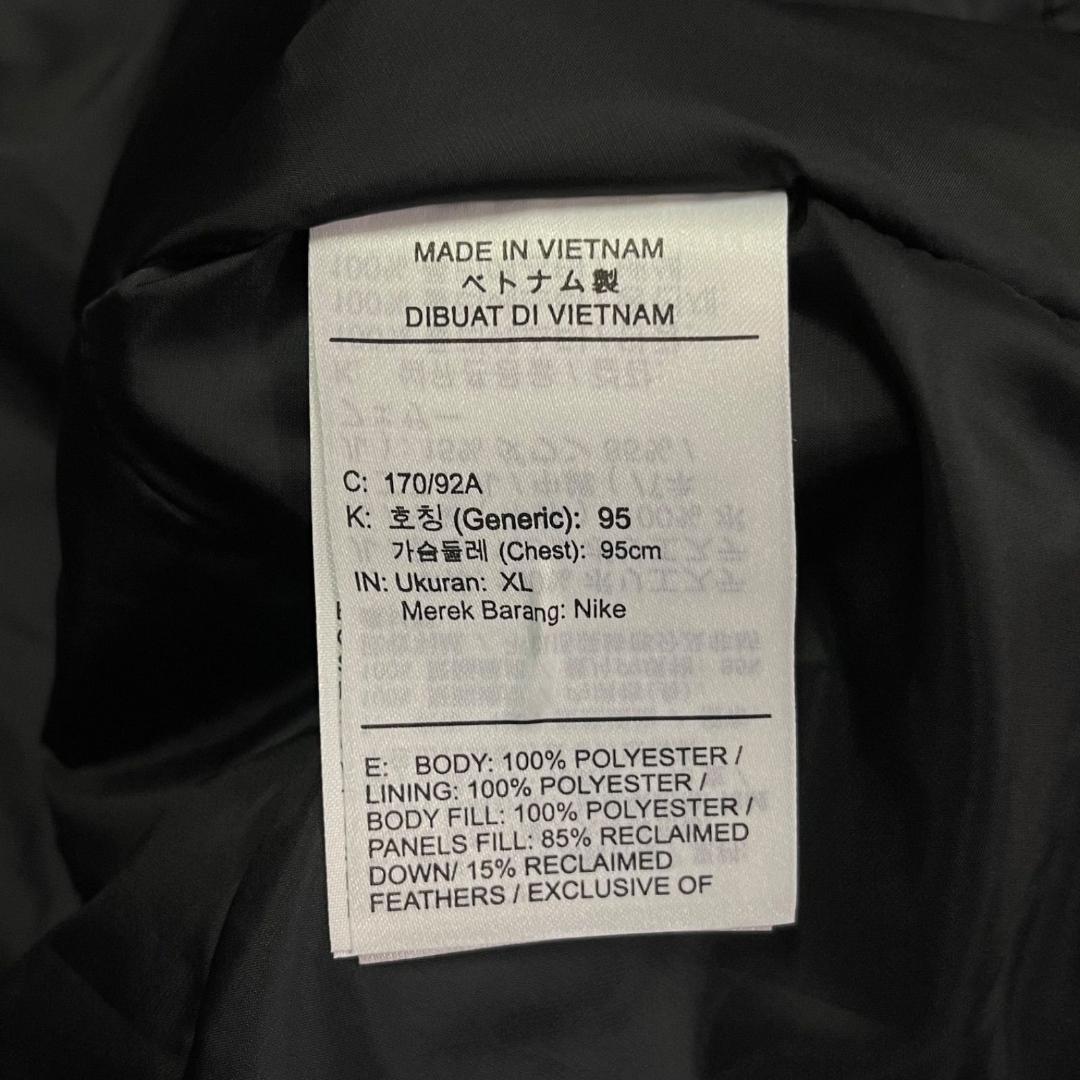 MADE IN VIETNAM
ベトナム製
DIBUAT DI VIETNAM
C: 170/92A
K: 호칭 (Generic): 95
가슴둘레 (Chest): 95cm
IN: Ukuran: XL
Merek Barang: Nike
E: BODY: 100% POLYESTER /
LINING: 100% POLYESTER /
BODY FILL: 100% POLYESTER /
PANELS FILL: 85% RECLAIMED
DOWN/ 15% RECLAIMED
FEATHERS / EXCLUSIVE OF